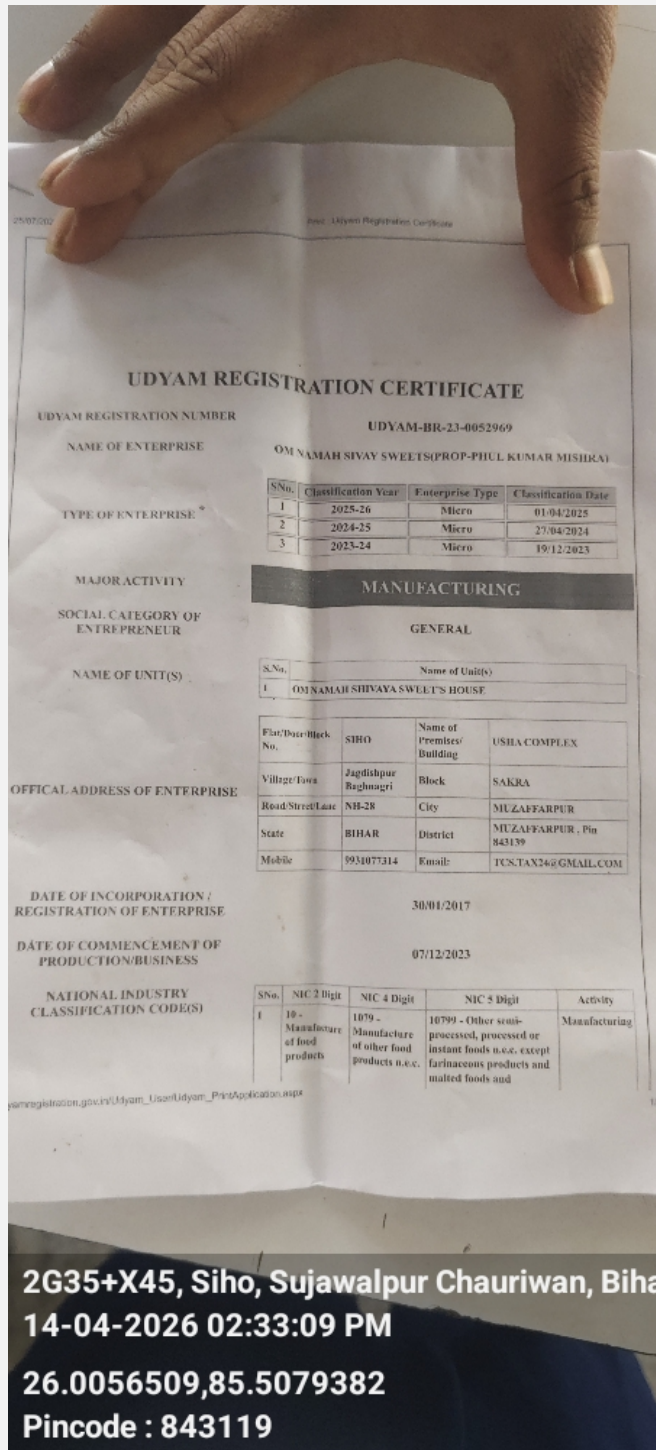 25/07/202
Print : Udyam Registration Certificate
UDYAM REGISTRATION CERTIFICATE
UDYAM REGISTRATION NUMBER UDYAM-BR-23-0052969
NAME OF ENTERPRISE OM NAMAH SIVAY SWEETS(PROP-PHUL KUMAR MISHRA)
TYPE OF ENTERPRISE *
SNo. Classification Year Enterprise Type Classification Date
1 2025-26 Micro 01/04/2025
2 2024-25 Micro 27/04/2024
3 2023-24 Micro 19/12/2023
MAJOR ACTIVITY MANUFACTURING
SOCIAL CATEGORY OF
ENTREPRENEUR
GENERAL
NAME OF UNIT(S)
S.No. Name of Unit(s)
1 OM NAMAH SHIVAYA SWEET'S HOUSE
OFFICAL ADDRESS OF ENTERPRISE
Flat/Door/Block
No.
SIHO
Name of
Premises/
Building
USHA COMPLEX
Village/Town
Jagdishpur
Baghnagri
Block SAKRA
Road/Street/Lane NH-28 City MUZAFFARPUR
State BIHAR District
MUZAFFARPUR , Pin
843139
Mobile 9931077314 Email: TCS.TAX24@GMAIL.COM
DATE OF INCORPORATION /
REGISTRATION OF ENTERPRISE
30/01/2017
DATE OF COMMENCEMENT OF
PRODUCTION/BUSINESS
07/12/2023
NATIONAL INDUSTRY
CLASSIFICATION CODE(S)
SNo. NIC 2 Digit NIC 4 Digit NIC 5 Digit Activity
1
10 -
Manufacture
of food
products
1079 -
Manufacture
of other food
products n.e.c.
10799 - Other semi-
processed, processed or
instant foods n.e.c. except
farinaceous products and
malted foods and
Manufacturing
yamregistration.gov.in/Udyam_User/Udyam_PrintApplication.aspx
2G35+X45, Siho, Sujawalpur Chauriwan, Biha
14-04-2026 02:33:09 PM
26.0056509,85.5079382
Pincode : 843119